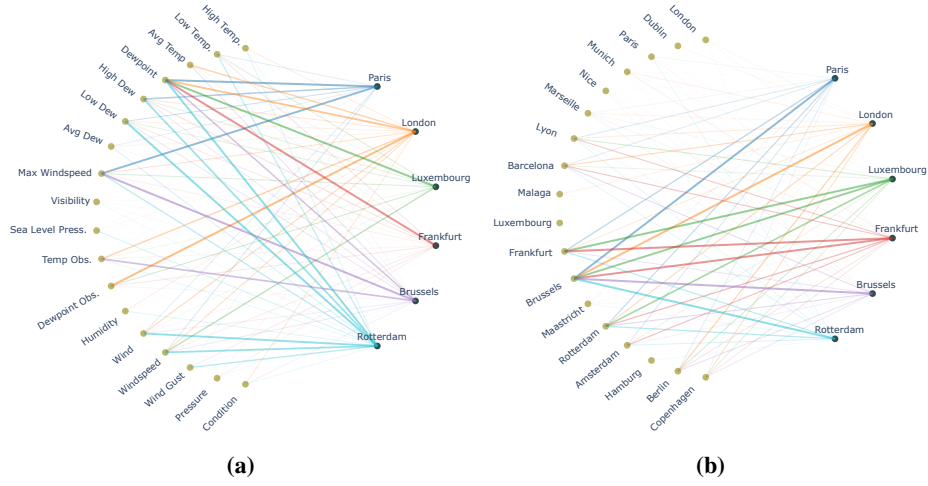 High Temp.
Low Temp.
Avg Temp
Dewpoint
High Dew
Low Dew
Avg Dew
Max Windspeed
Visibility
Sea Level Press.
Temp Obs.
Dewpoint Obs.
Humidity
Wind
Windspeed
Wind Gust
Pressure
Condition
Paris
London
Luxembourg
Frankfurt
Brussels
Rotterdam
(a)
London
Dublin
Paris
Munich
Nice
Marseille
Lyon
Barcelona
Malaga
Luxembourg
Frankfurt
Brussels
Maastricht
Rotterdam
Amsterdam
Hamburg
Berlin
Copenhagen
Paris
London
Luxembourg
Frankfurt
Brussels
Rotterdam
(b)